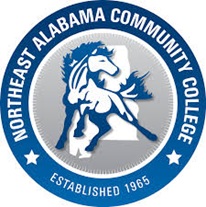 NORTHEAST ALABAMA COMMUNITY COLLEGE
ESTABLISHED 1965